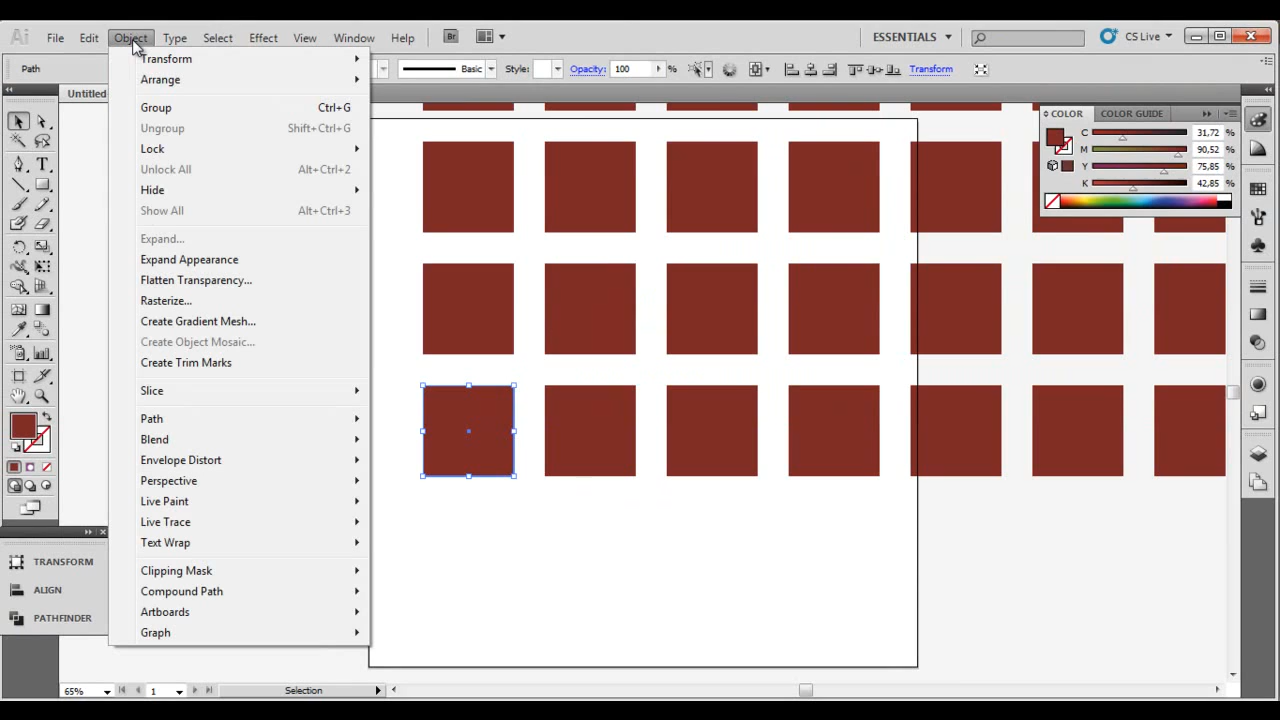 Ai File Edit Object Type Select Effect View Window Help Br ESSENTIALS CS Live
Path Basic Style: Opacity: 100 % Transform
Untitled
Transform
Arrange
Group Ctrl+G
Ungroup Shift+Ctrl+G
Lock
Unlock All Alt+Ctrl+2
Hide
Show All Alt+Ctrl+3
Expand...
Expand Appearance
Flatten Transparency...
Rasterize...
Create Gradient Mesh...
Create Object Mosaic...
Create Trim Marks
Slice
Path
Blend
Envelope Distort
Perspective
Live Paint
Live Trace
Text Wrap
Clipping Mask
Compound Path
Artboards
Graph
COLOR COLOR GUIDE
C 31,72 %
M 90,52 %
Y 75,85 %
K 42,85 %
TRANSFORM
ALIGN
PATHFINDER
65% 1 Selection